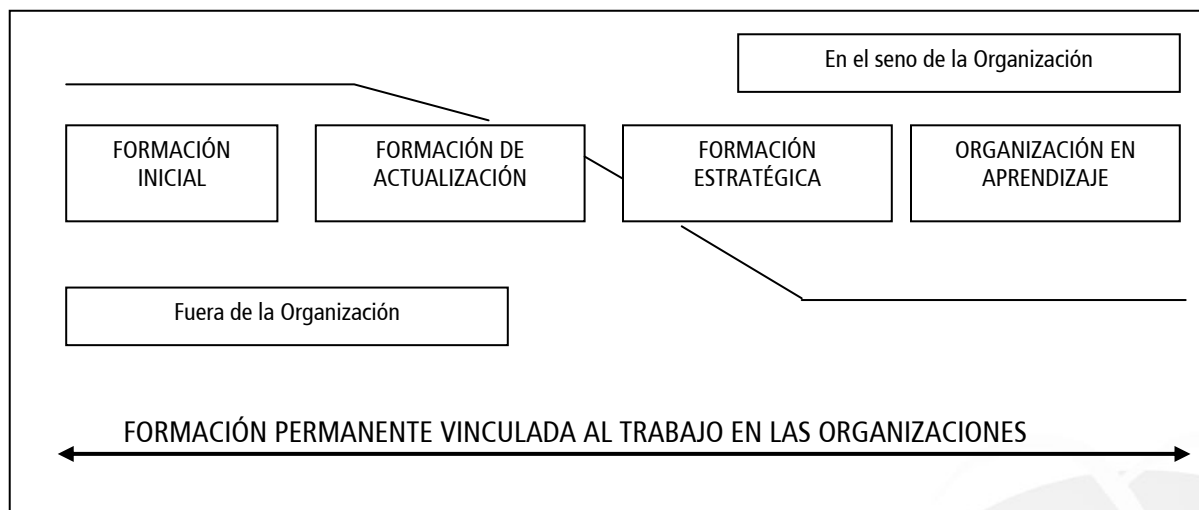 En el seno de la Organización
FORMACIÓN
INICIAL
FORMACIÓN DE
ACTUALIZACIÓN
FORMACIÓN
ESTRATÉGICA
ORGANIZACIÓN EN
APRENDIZAJE
Fuera de la Organización
FORMACIÓN PERMANENTE VINCULADA AL TRABAJO EN LAS ORGANIZACIONES